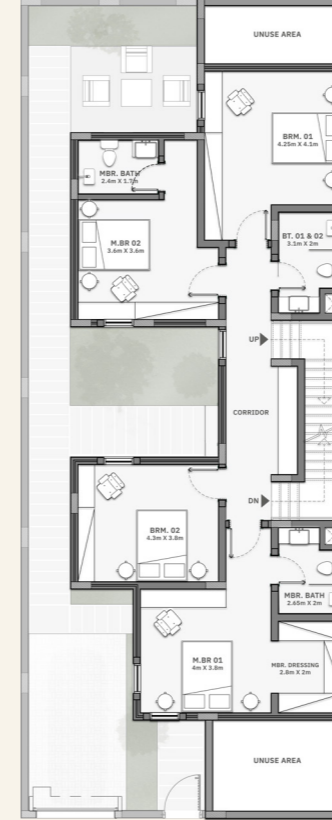 UNUSE AREA
BRM. 01
4.25m X 4.1m
MBR. BATH
2.4m X 1.7m
M.BR 02
3.6m X 3.6m
BT. 01 & 02
3.1m X 2m
UP
CORRIDOR
DN
BRM. 02
4.3m X 3.8m
MBR. BATH
2.65m X 2m
M.BR 01
4m X 3.8m
MBR. DRESSING
2.8m X 2m
UNUSE AREA